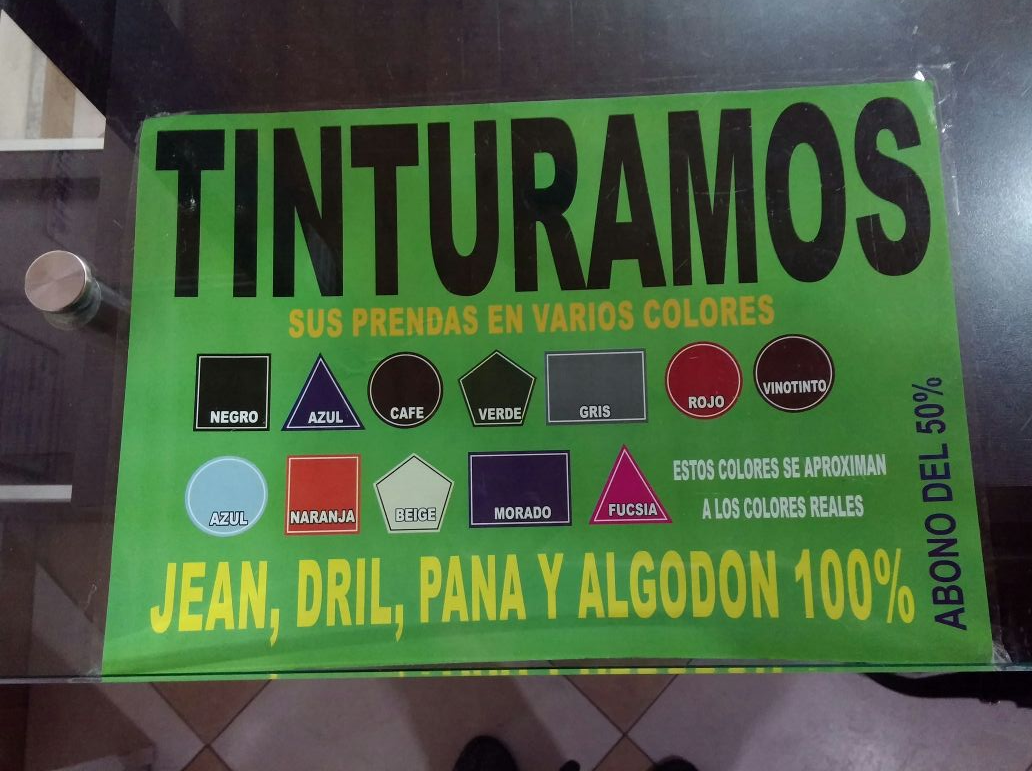 TINTURAMOS
SUS PRENDAS EN VARIOS COLORES
NEGRO
AZUL
CAFE
VERDE
GRIS
ROJO
VINOTINTO
AZUL
NARANJA
BEIGE
MORADO
FUCSIA
ESTOS COLORES SE APROXIMAN
A LOS COLORES REALES
JEAN, DRIL, PANA Y ALGODON 100%
ABONO DEL 50%